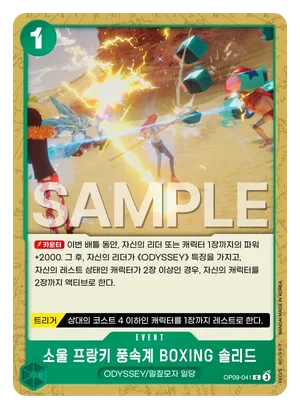 1
SAMPLE
카운터 이번 배틀 동안, 자신의 리더 또는 캐릭터 1장까지의 파워
+2000. 그 후, 자신의 리더가 《ODYSSEY》 특징을 가지고,
자신의 레스트 상태인 캐릭터가 2장 이상인 경우, 자신의 캐릭터를
2장까지 액티브로 한다.
트리거 상대의 코스트 4 이하인 캐릭터를 1장까지 레스트로 한다.
EVENT
소울 프랑키 풍속계 BOXING 솔리드
ODYSSEY/밀짚모자 일당
OP09-041 R 3